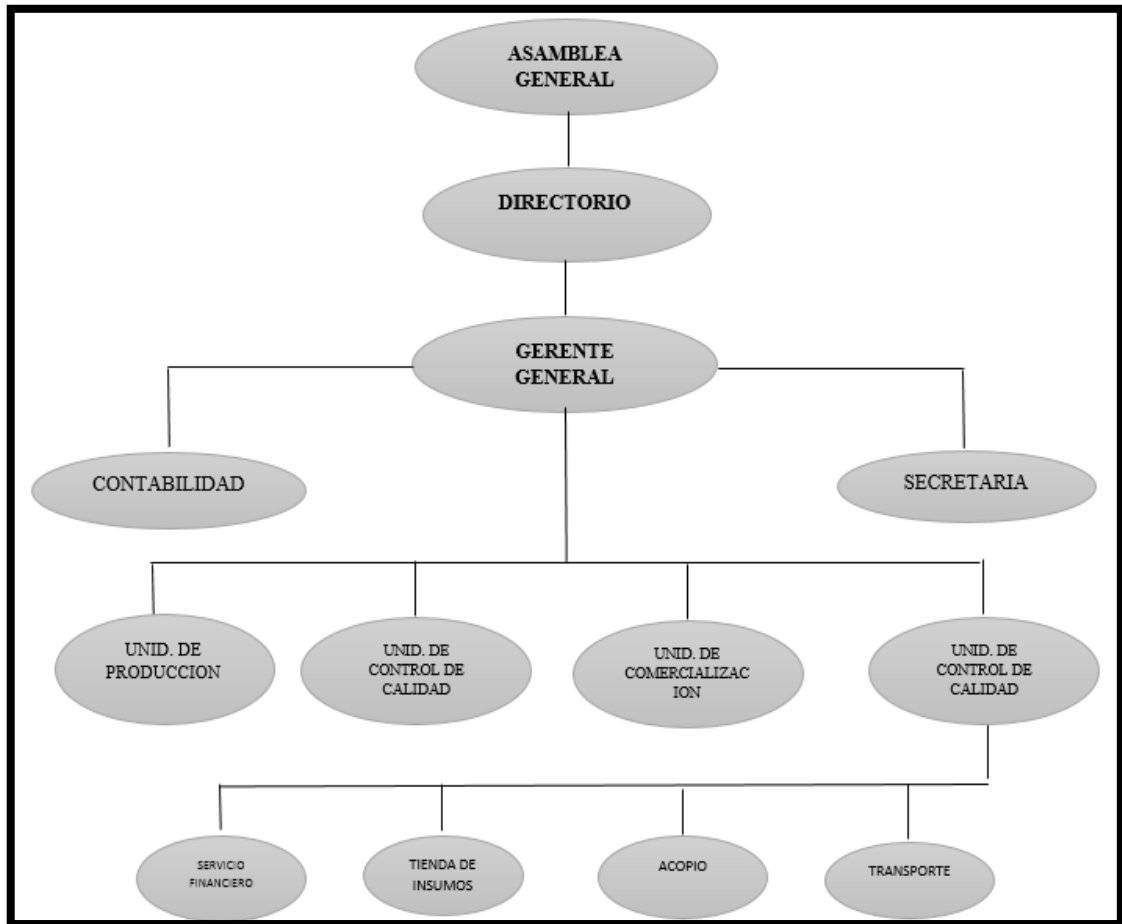 ASAMBLEA
GENERAL
DIRECTORIO
GERENTE
GENERAL
CONTABILIDAD
SECRETARIA
UNID. DE
PRODUCCION
UNID. DE
CONTROL DE
CALIDAD
UNID. DE
COMERCIALIZAC
ION
UNID. DE
CONTROL DE
CALIDAD
SERVICIO
FINANCIERO
TIENDA DE
INSUMOS
ACOPIO
TRANSPORTE